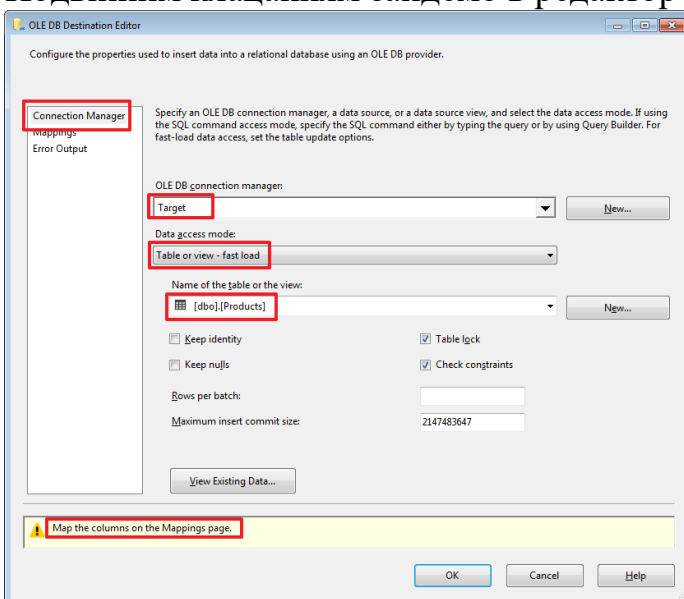 Подвійним клацанням зайдемо в редактор
OLE DB Destination Editor
Configure the properties used to insert data into a relational database using an OLE DB provider.
Connection Manager
Mappings
Error Output
Specify an OLE DB connection manager, a data source, or a data source view, and select the data access mode. If using
the SQL command access mode, specify the SQL command either by typing the query or by using Query Builder. For
fast-load data access, set the table update options.
OLE DB connection manager:
Target
New...
Data access mode:
Table or view - fast load
Name of the table or the view:
[dbo].[Products]
New...
Keep identity
Table lock
Keep nulls
Check constraints
Rows per batch:
Maximum insert commit size:
2147483647
View Existing Data...
Map the columns on the Mappings page.
OK
Cancel
Help